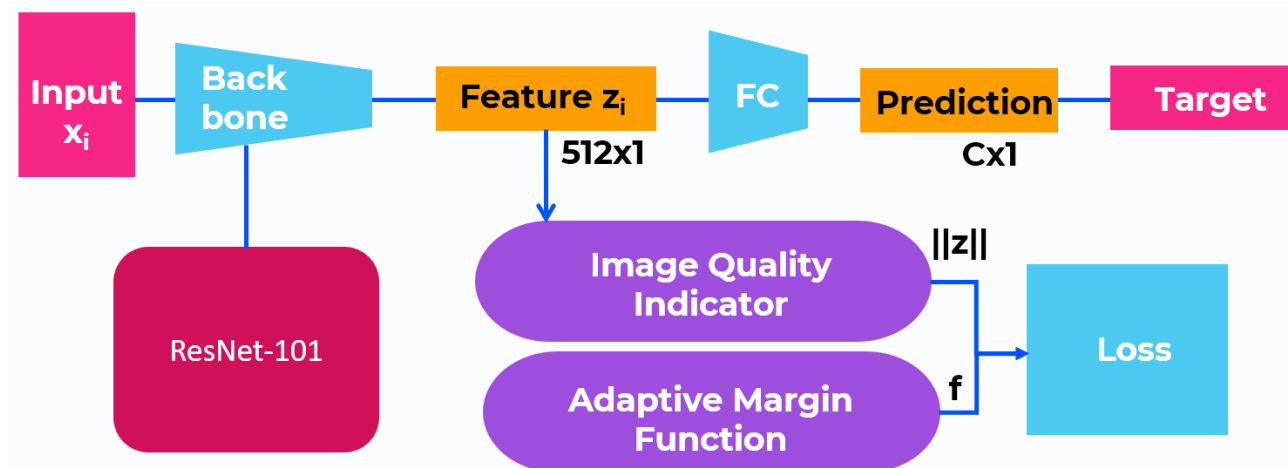 Input
xᵢ
Back
bone
Feature zᵢ
512x1
FC
Prediction
Cx1
Target
ResNet-101
Image Quality
Indicator
||z||
Adaptive Margin
Function
f
Loss